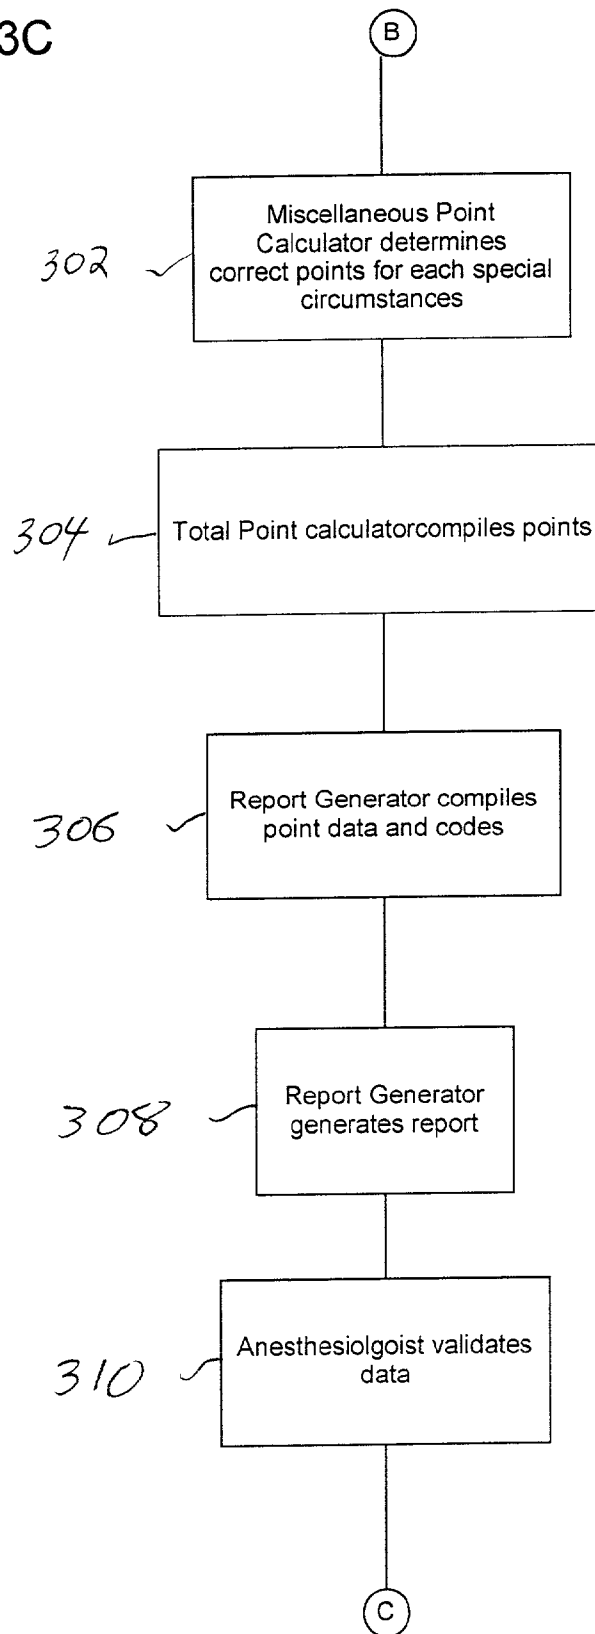 3C
B
Miscellaneous Point
Calculator determines
correct points for each special
circumstances
302
Total Point calculatorcompiles points
304
Report Generator compiles
point data and codes
306
Report Generator
generates report
308
Anesthesiolgoist validates
data
310
C